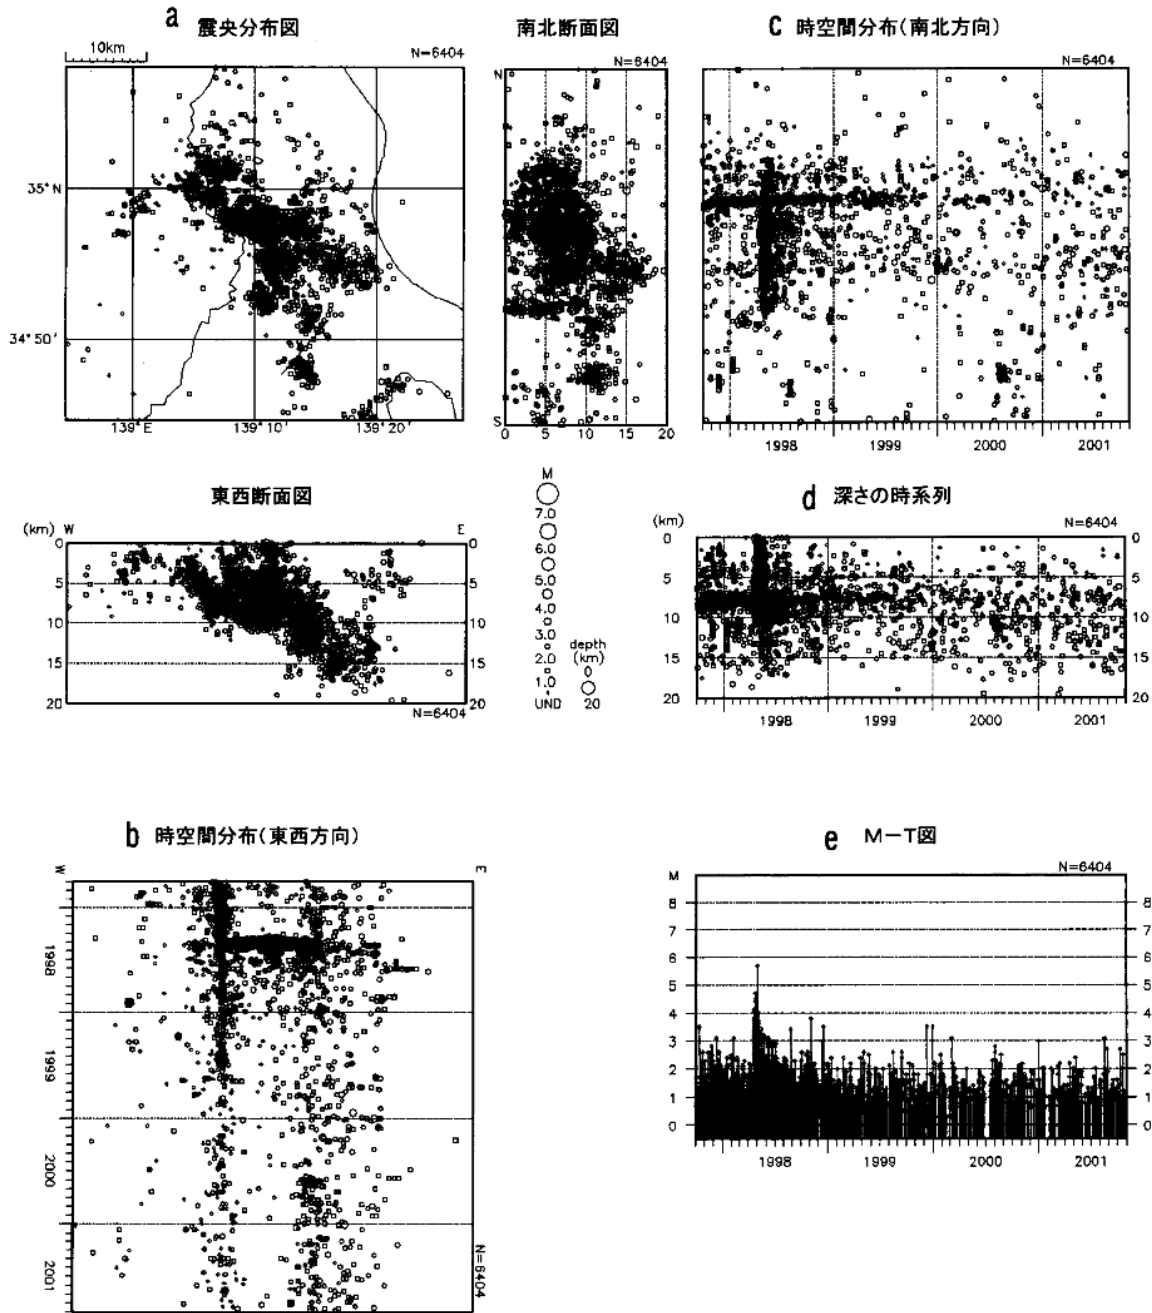 a 震央分布図
10km
N=6404
35°N
34°50'
139°E
139°10'
139°20'
南北断面図
N=6404
N
S
0 5 10 15 20
c 時空間分布(南北方向)
N=6404
1998 1999 2000 2001
東西断面図
(km) W E
0 0
5 5
10 10
15 15
20 20
N=6404
M
7.0
6.0
5.0
4.0
3.0
2.0
1.0
UND
depth
(km)
0
20
d 深さの時系列
(km)
N=6404
0 0
5 5
10 10
15 15
20 20
1998 1999 2000 2001
b 時空間分布(東西方向)
W E
1998
1999
2000
2001
N=6404
e M-T図
N=6404
M
8 8
7 7
6 6
5 5
4 4
3 3
2 2
1 1
0 0
1998 1999 2000 2001